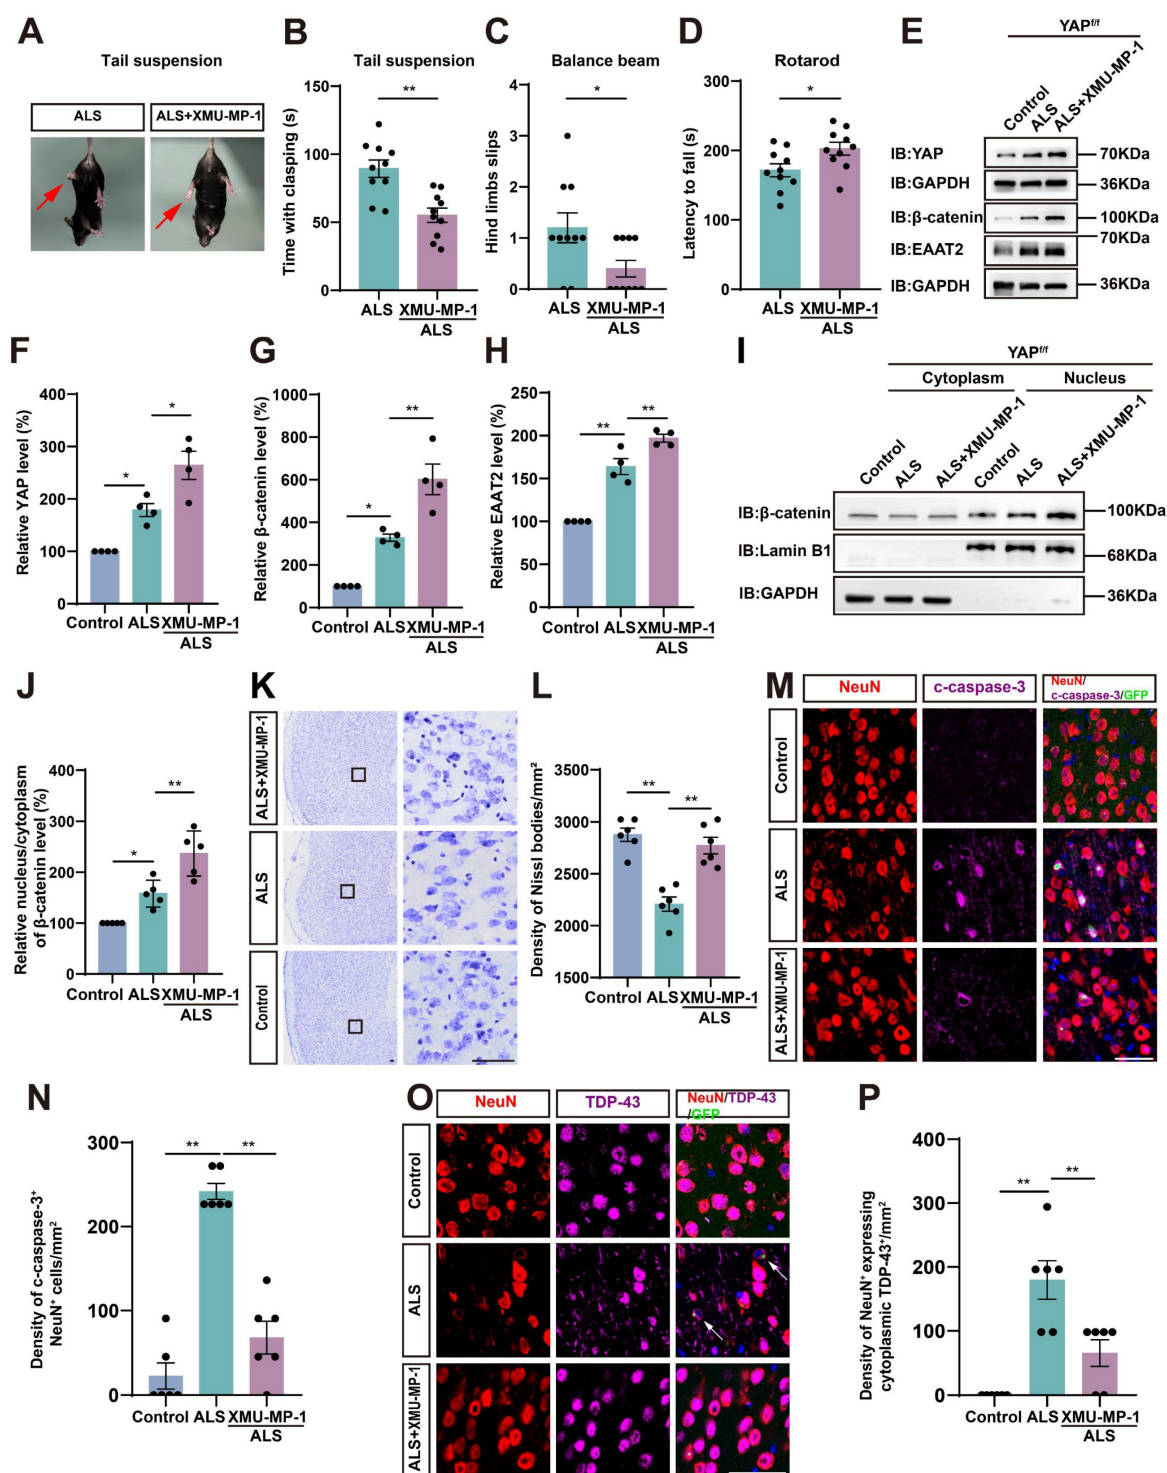 A
Tail suspension
ALS
ALS+XMU-MP-1
B
Tail suspension
**
Time with clasping (s)
150
100
50
0
ALS
XMU-MP-1
ALS
C
Balance beam
*
Hind limbs slips
4
3
2
1
0
ALS
XMU-MP-1
ALS
D
Rotarod
*
Latency to fall (s)
300
200
100
0
ALS
XMU-MP-1
ALS
E
YAPf/f
Control
ALS
ALS+XMU-MP-1
IB:YAP
70KDa
IB:GAPDH
36KDa
IB:β-catenin
100KDa
70KDa
IB:EAAT2
IB:GAPDH
36KDa
F
Relative YAP level (%)
400
300
200
100
0
*
*
Control
ALS
XMU-MP-1
ALS
G
Relative β-catenin level (%)
1000
800
600
400
200
0
*
**
Control
ALS
XMU-MP-1
ALS
H
Relative EAAT2 level (%)
250
200
150
100
50
0
**
**
Control
ALS
XMU-MP-1
ALS
I
YAPf/f
Cytoplasm
Nucleus
Control
ALS
ALS+XMU-MP-1
Control
ALS
ALS+XMU-MP-1
IB:β-catenin
100KDa
IB:Lamin B1
68KDa
IB:GAPDH
36KDa
J
Relative nucleus/cytoplasm
of β-catenin level (%)
400
300
200
100
0
*
**
Control
ALS
XMU-MP-1
ALS
K
ALS+XMU-MP-1
ALS
Control
L
Density of Nissl bodies/mm²
3500
3000
2500
2000
1500
**
**
Control
ALS
XMU-MP-1
ALS
M
NeuN
c-caspase-3
NeuN/
c-caspase-3/GFP
Control
ALS
ALS+XMU-MP-1
N
Density of c-caspase-3⁺
NeuN⁺ cells/mm²
300
200
100
0
**
**
Control
ALS
XMU-MP-1
ALS
O
NeuN
TDP-43
NeuN/TDP-43
/GFP
Control
ALS
ALS+XMU-MP-1
P
Density of NeuN⁺ expressing
cytoplasmic TDP-43⁺/mm²
400
300
200
100
0
**
**
Control
ALS
XMU-MP-1
ALS